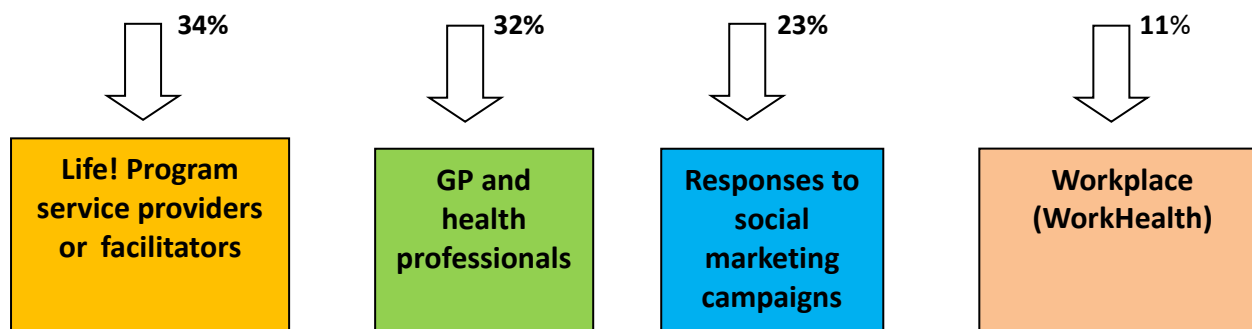 34%
32%
23%
11%
Life! Program
service providers
or facilitators
GP and
health
professionals
Responses to
social
marketing
campaigns
Workplace
(WorkHealth)